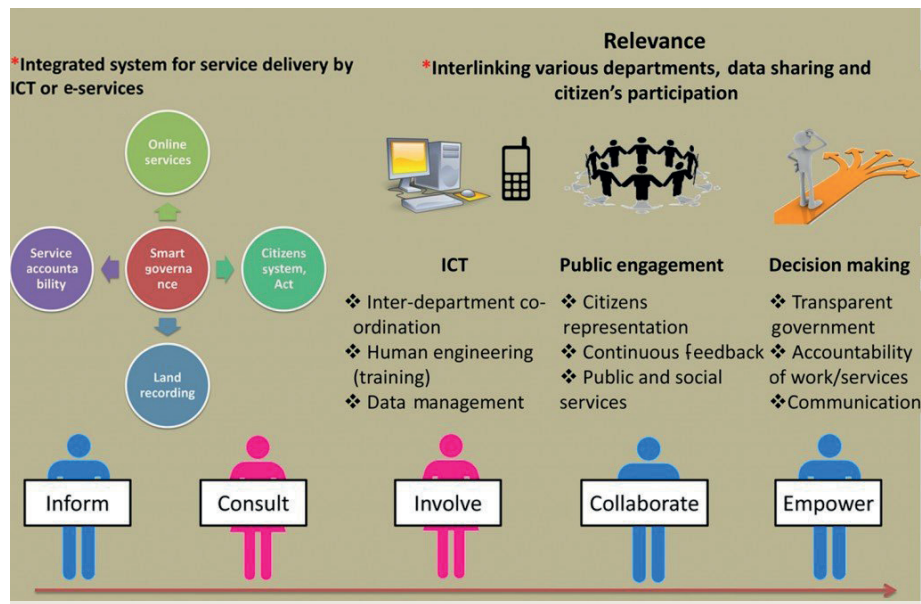 *Integrated system for service delivery by
ICT or e-services
Online
services
Service
accounta
bility
Smart
governa
nce
Citizens
system,
Act
Land
recording
Relevance
*Interlinking various departments, data sharing and
citizen's participation
ICT
❖ Inter-department co-
ordination
❖ Human engineering
(training)
❖ Data management
Public engagement
❖ Citizens
representation
❖ Continuous feedback
❖ Public and social
services
Decision making
❖ Transparent
government
❖ Accountability
of work/services
❖Communication
Inform
Consult
Involve
Collaborate
Empower